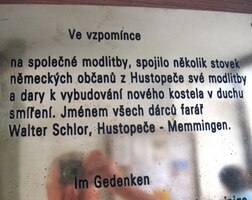 Ve vzpomínce
na společné modlitby, spojilo několik stovek
německých občanů z Hustopeče své modlitby
a dary k vybudování nového kostela v duchu
smíření. Jménem všech dárců farář
Walter Schlor, Hustopeče - Memmingen.
Im Gedenken